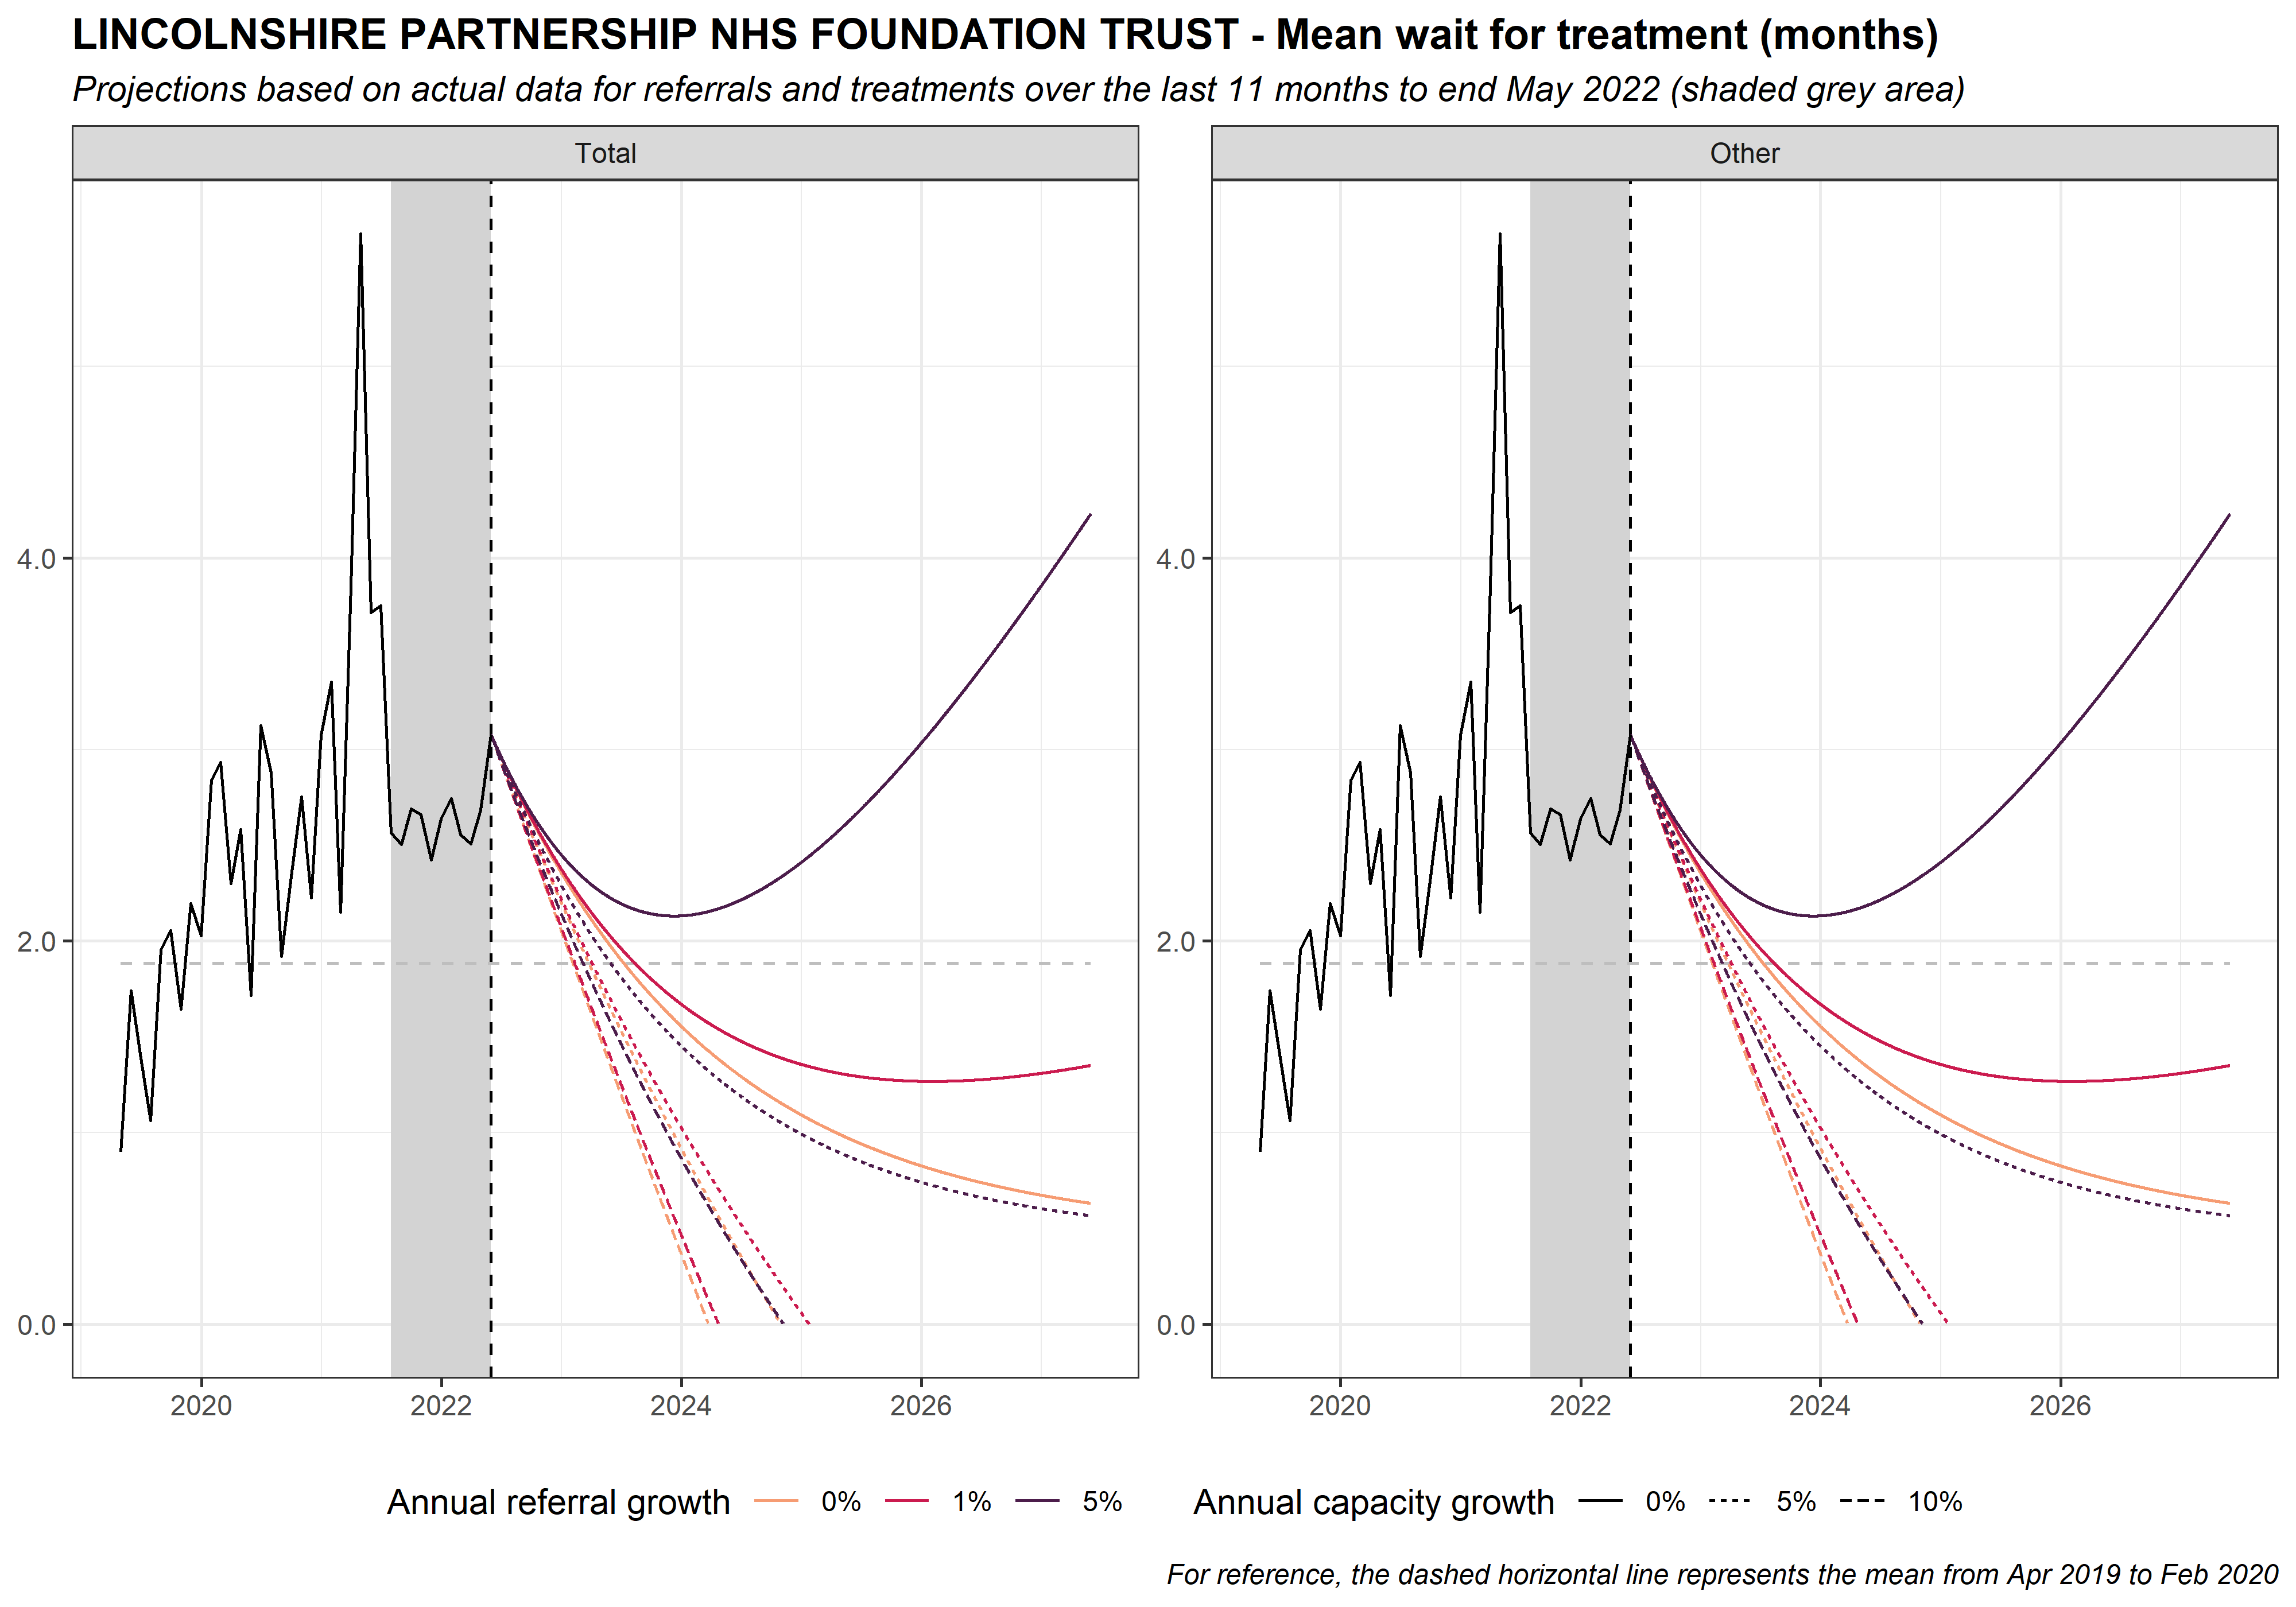 LINCOLNSHIRE PARTNERSHIP NHS FOUNDATION TRUST - Mean wait for treatment (months)
Projections based on actual data for referrals and treatments over the last 11 months to end May 2022 (shaded grey area)
Total
Other
4.0
2.0
0.0
4.0
2.0
0.0
2020 2022 2024 2026
2020 2022 2024 2026
Annual referral growth 0% 1% 5%
Annual capacity growth 0% 5% 10%
For reference, the dashed horizontal line represents the mean from Apr 2019 to Feb 2020